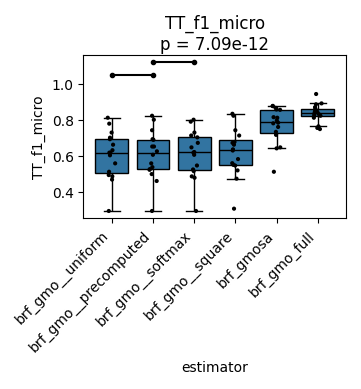 TT_f1_micro
p = 7.09e-12
TT_f1_micro
1.0
0.8
0.6
0.4
brf_gmo__uniform
brf_gmo__precomputed
brf_gmo__softmax
brf_gmo__square
brf_gmosa
brf_gmo_full
estimator